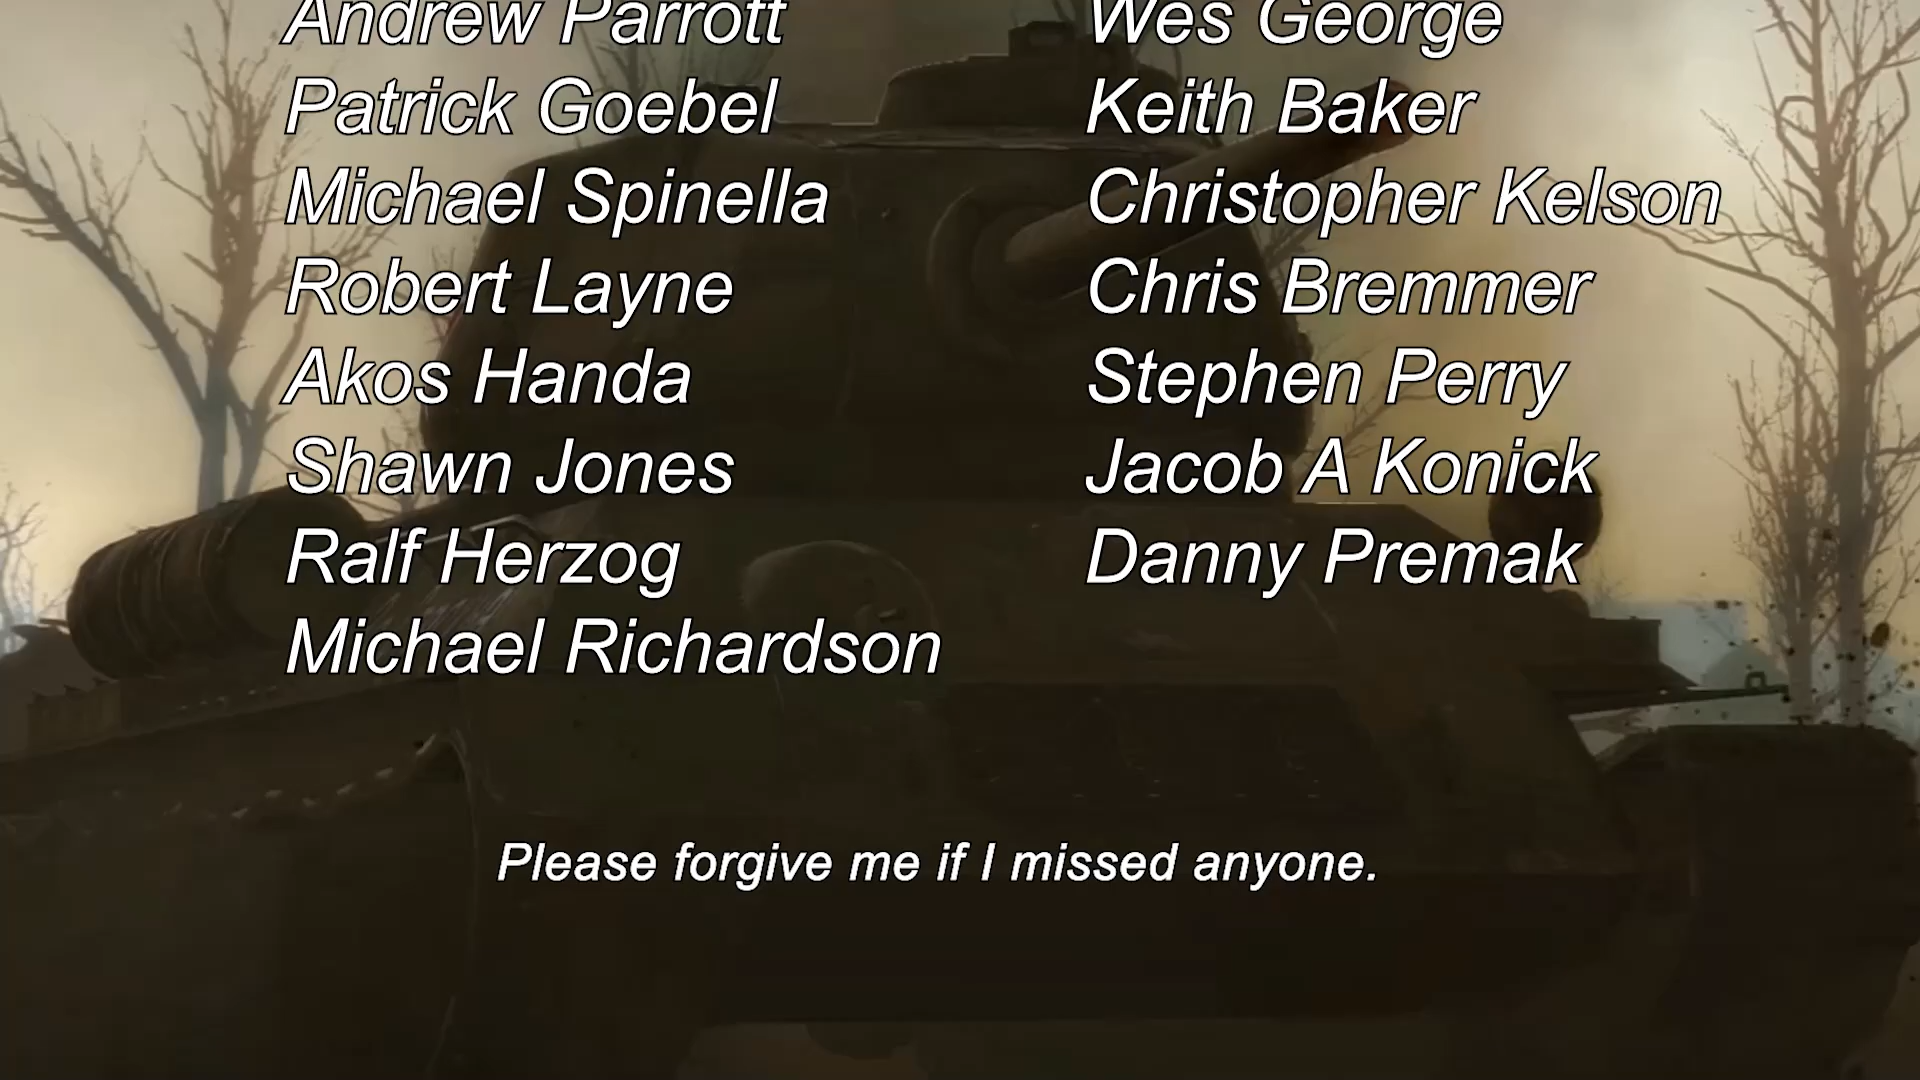 Andrew Parrott
Patrick Goebel
Michael Spinella
Robert Layne
Akos Handa
Shawn Jones
Ralf Herzog
Michael Richardson
Wes George
Keith Baker
Christopher Kelson
Chris Bremmer
Stephen Perry
Jacob A Konick
Danny Premak
Please forgive me if I missed anyone.